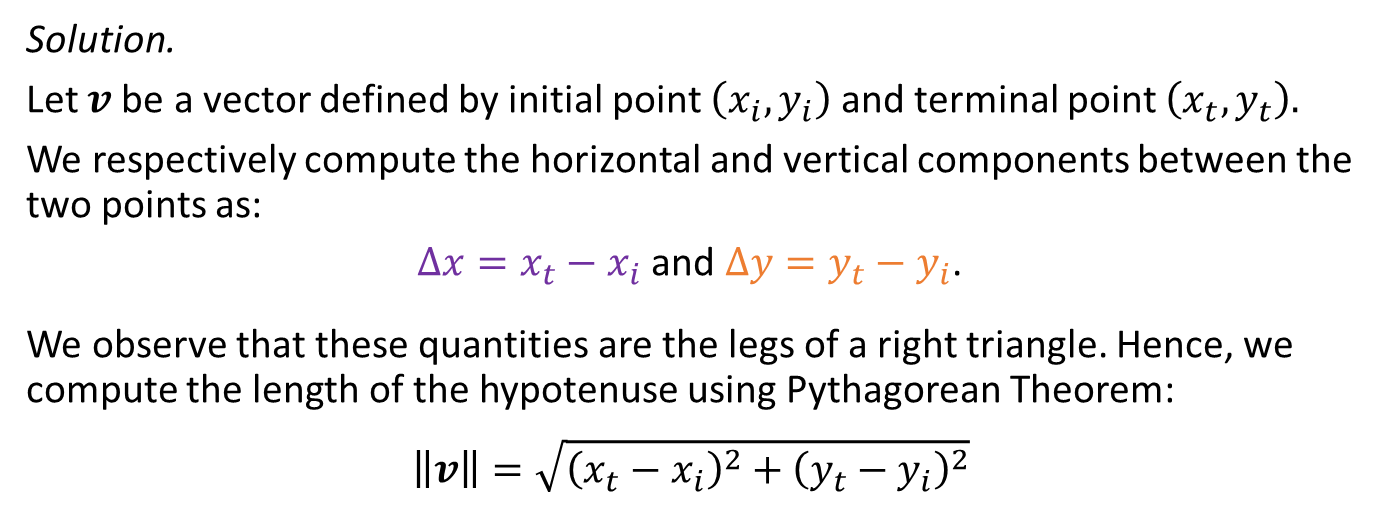 Solution.
Let 𝒗 be a vector defined by initial point (xᵢ, yᵢ) and terminal point (xₜ, yₜ).
We respectively compute the horizontal and vertical components between the
two points as:
Δx = xₜ − xᵢ and Δy = yₜ − yᵢ.
We observe that these quantities are the legs of a right triangle. Hence, we
compute the length of the hypotenuse using Pythagorean Theorem:
‖𝒗‖ = √((xₜ − xᵢ)² + (yₜ − yᵢ)²)